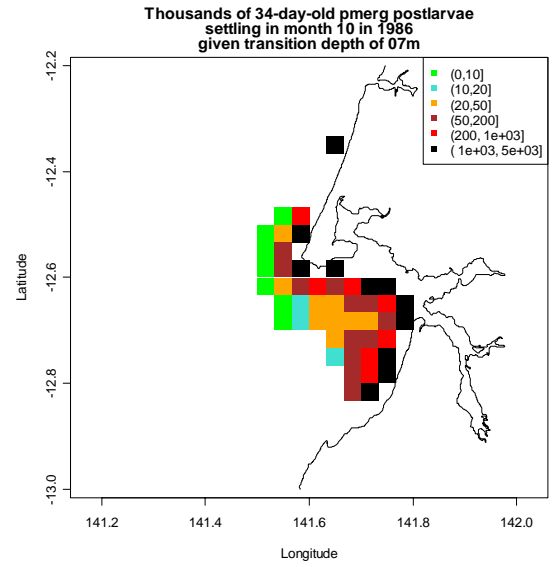 Thousands of 34-day-old pmerg postlarvae
settling in month 10 in 1986
given transition depth of 07m
(0,10]
(10,20]
(20,50]
(50,200]
(200, 1e+03]
( 1e+03, 5e+03]
-12.2
-12.4
-12.6
-12.8
-13.0
Latitude
141.2
141.4
141.6
141.8
142.0
Longitude